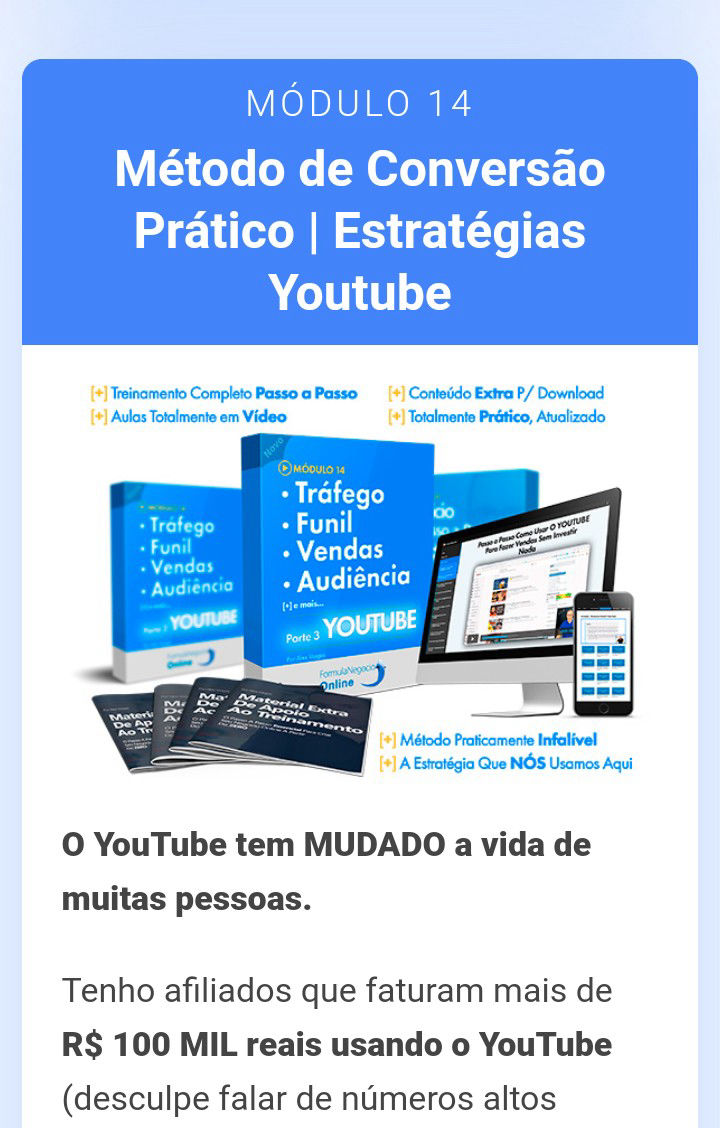 MÓDULO 14
Método de Conversão
Prático | Estratégias
Youtube
[+] Treinamento Completo Passo a Passo
[+] Aulas Totalmente em Vídeo
[+] Conteúdo Extra P/ Download
[+] Totalmente Prático, Atualizado
• Tráfego
• Funil
• Vendas
• Audiência
YOUTUBE
Novo
MÓDULO 14
• Tráfego
• Funil
• Vendas
• Audiência
[+] e mais...
Parte 3 YOUTUBE
FormulaNegócio
Online
Online
Passo a Passo Como Usar O YOUTUBE
Para Fazer Vendas Sem Investir
Nada
Material Extra
De Apoio
Ao Treinamento
[+] Método Praticamente Infalível
[+] A Estratégia Que NÓS Usamos Aqui
O YouTube tem MUDADO a vida de
muitas pessoas.
Tenho afiliados que faturam mais de
R$ 100 MIL reais usando o YouTube
(desculpe falar de números altos